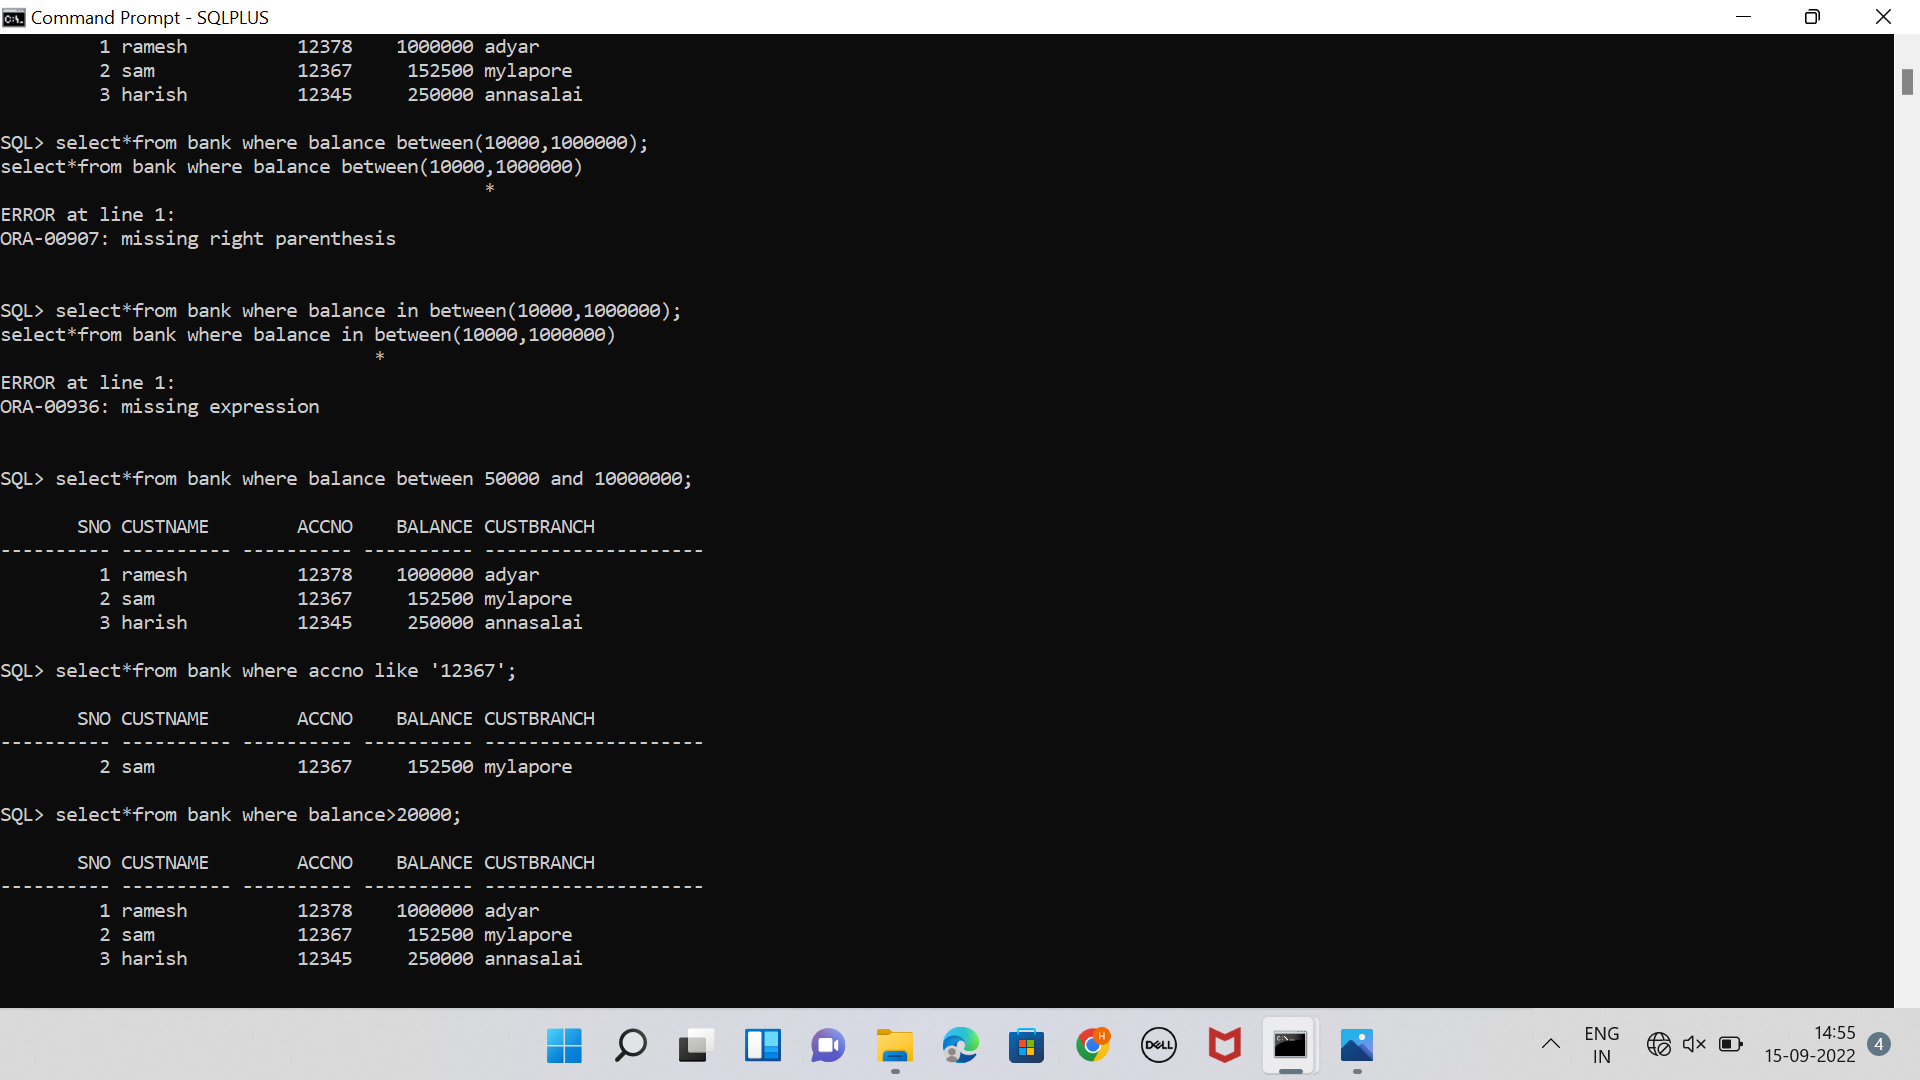 Command Prompt - SQLPLUS
1 ramesh 12378 1000000 adyar
2 sam 12367 152500 mylapore
3 harish 12345 250000 annasalai
SQL> select*from bank where balance between(10000,1000000);
select*from bank where balance between(10000,1000000)
*
ERROR at line 1:
ORA-00907: missing right parenthesis
SQL> select*from bank where balance in between(10000,1000000);
select*from bank where balance in between(10000,1000000)
*
ERROR at line 1:
ORA-00936: missing expression
SQL> select*from bank where balance between 50000 and 10000000;
SNO CUSTNAME ACCNO BALANCE CUSTBRANCH
---------- ---------- ---------- ---------- --------------------
1 ramesh 12378 1000000 adyar
2 sam 12367 152500 mylapore
3 harish 12345 250000 annasalai
SQL> select*from bank where accno like '12367';
SNO CUSTNAME ACCNO BALANCE CUSTBRANCH
---------- ---------- ---------- ---------- --------------------
2 sam 12367 152500 mylapore
SQL> select*from bank where balance>20000;
SNO CUSTNAME ACCNO BALANCE CUSTBRANCH
---------- ---------- ---------- ---------- --------------------
1 ramesh 12378 1000000 adyar
2 sam 12367 152500 mylapore
3 harish 12345 250000 annasalai
H
DELL
ENG
IN
14:55
15-09-2022
4